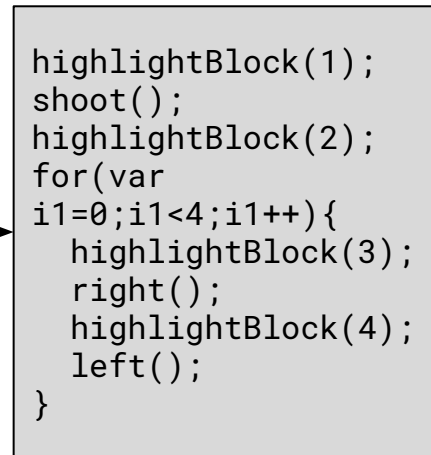 highlightBlock(1);
shoot();
highlightBlock(2);
for(var
i1=0;i1<4;i1++){
  highlightBlock(3);
  right();
  highlightBlock(4);
  left();
}